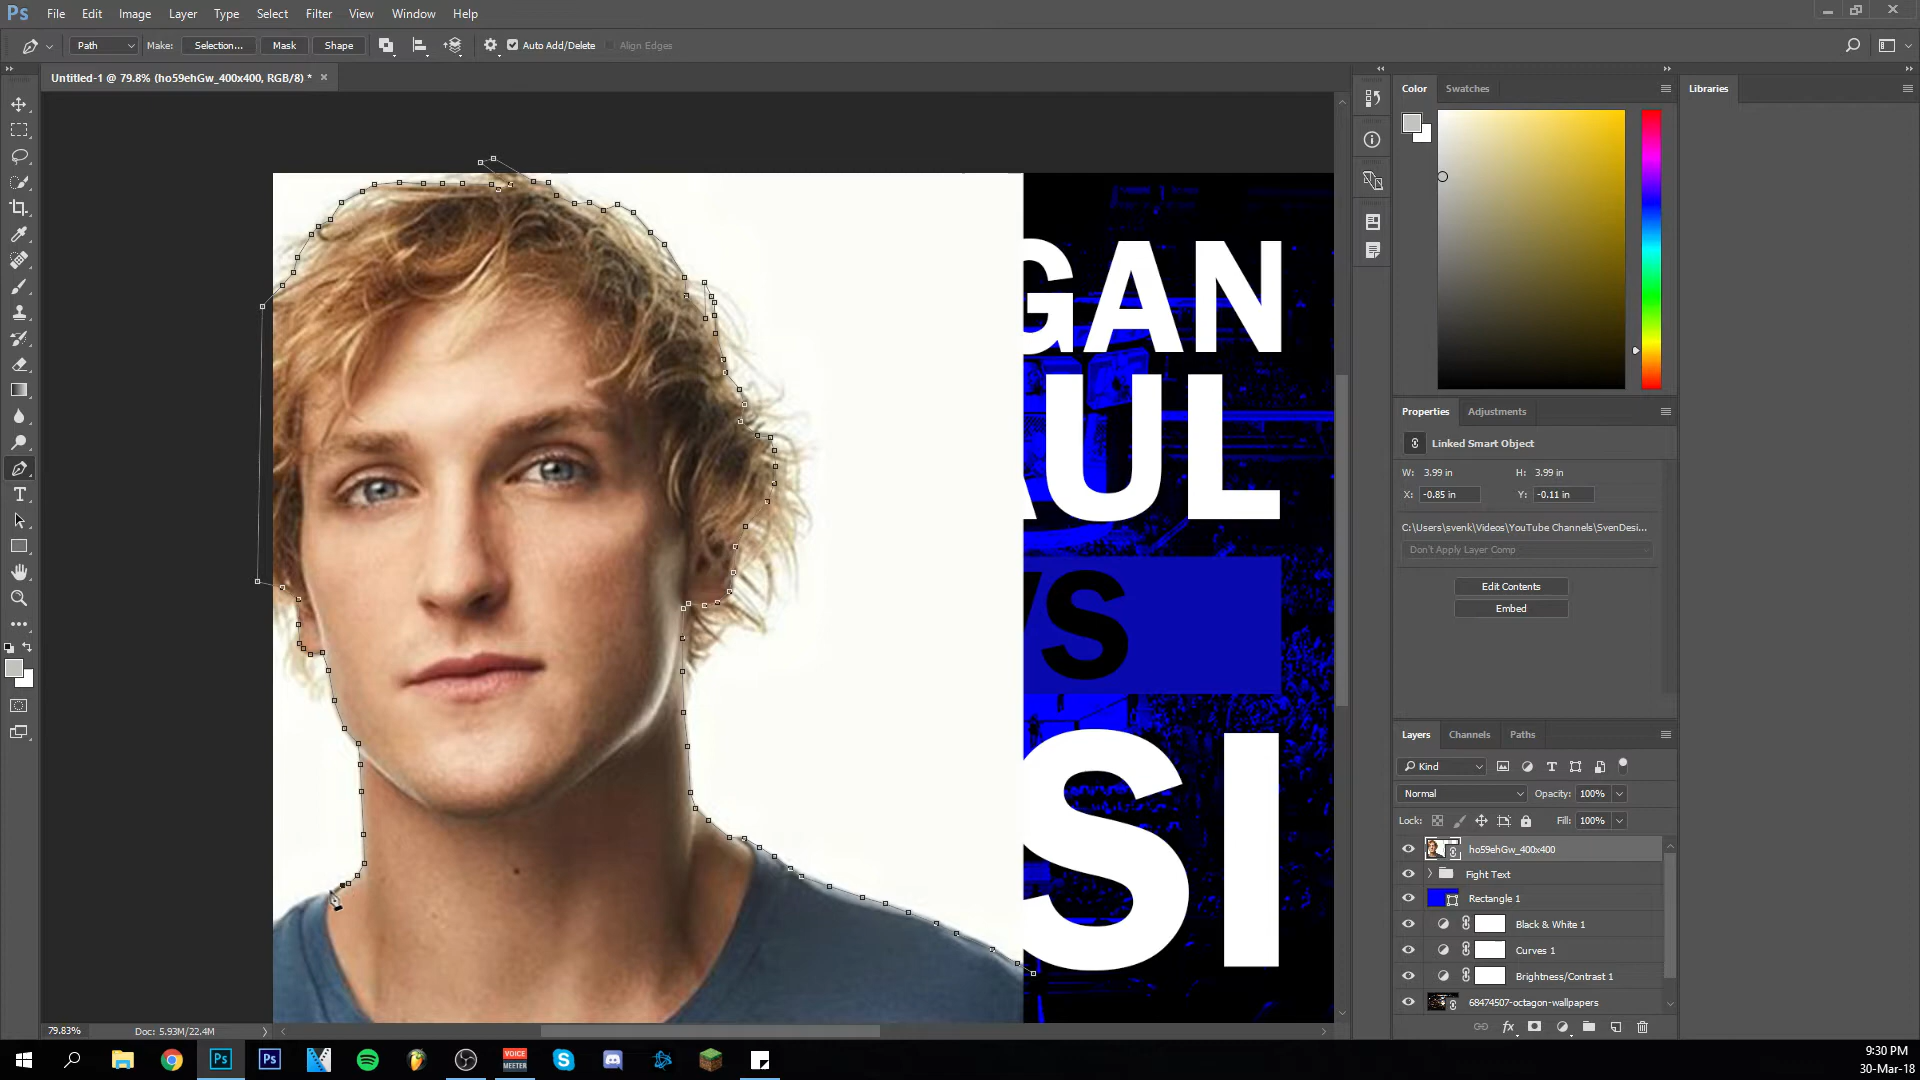 Ps File Edit Image Layer Type Select Filter 3D View Window Help
Path Make: Selection... Mask Shape Auto Add/Delete Align Edges
Untitled-1 @ 79.8% (ho59ehGw_400x400, RGB/8) * ×
Color Swatches
Libraries
GAN
AUL
VS
SI
Properties Adjustments
Linked Smart Object
W: 3.99 in H: 3.99 in
X: -0.85 in Y: -0.11 in
C:\Users\svenk\Videos\YouTube Channels\SvenDesi...
Don't Apply Layer Comp
Edit Contents
Embed
Layers Channels Paths
Kind
Normal Opacity: 100%
Lock: Fill: 100%
ho59ehGw_400x400
Fight Text
Rectangle 1
Black & White 1
Curves 1
Brightness/Contrast 1
68474507-octagon-wallpapers
79.83% Doc: 5.93M/22.4M
Ps Ps VOICE MEETER
9:30 PM
30-Mar-18